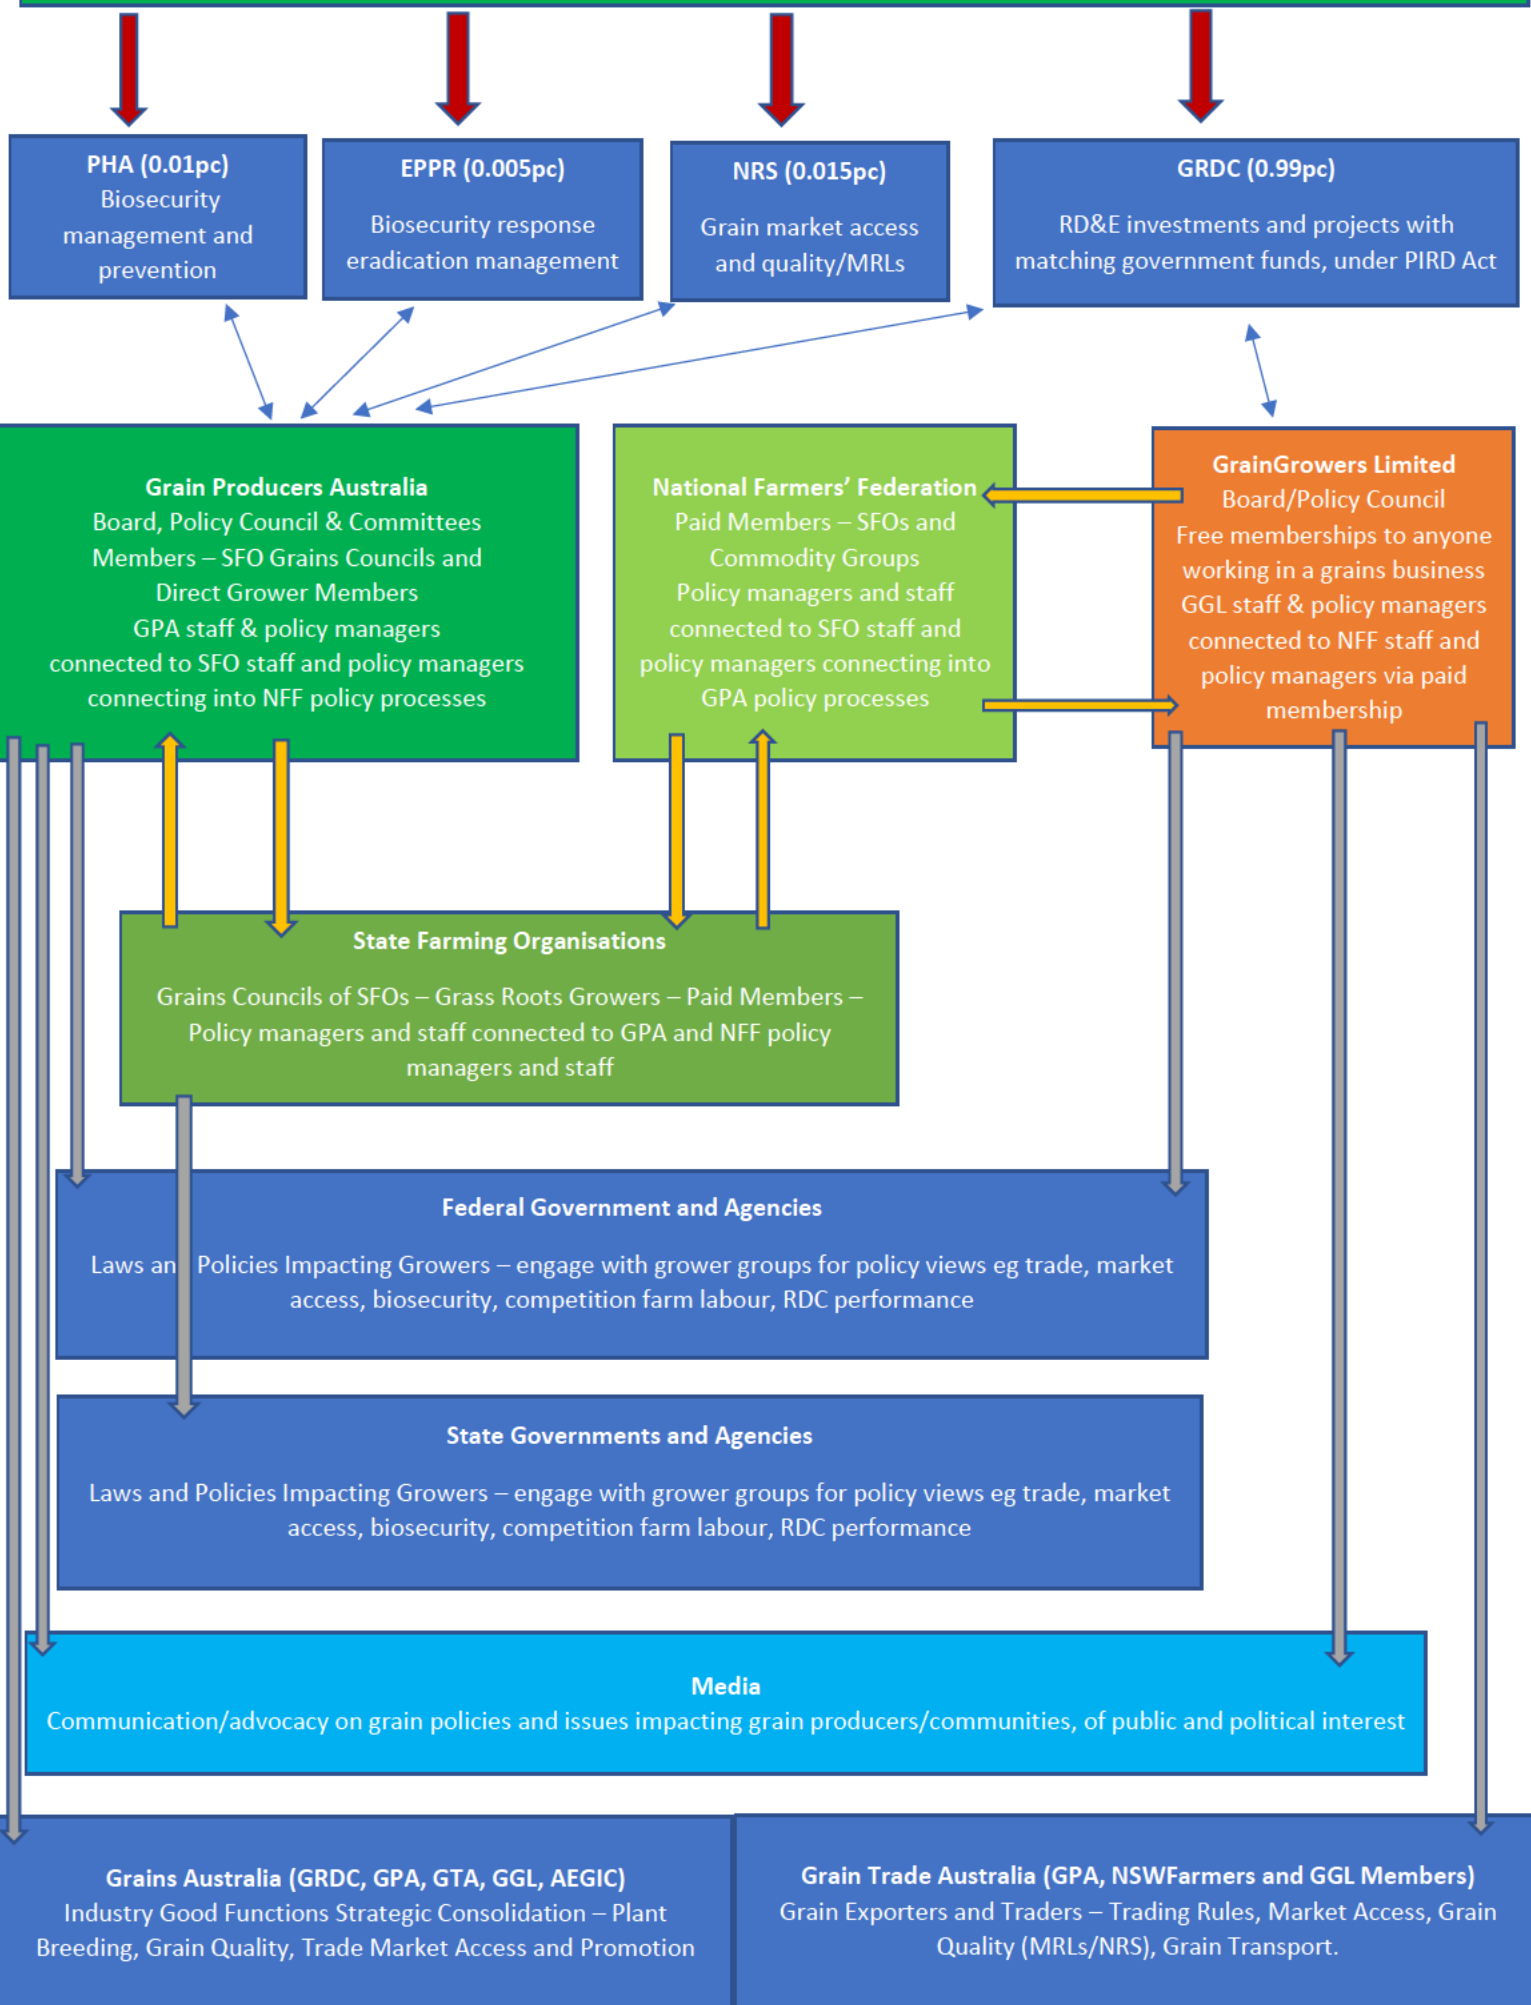 PHA (0.01pc)
Biosecurity
management and
prevention
EPPR (0.005pc)
Biosecurity response
eradication management
NRS (0.015pc)
Grain market access
and quality/MRLs
GRDC (0.99pc)
RD&E investments and projects with
matching government funds, under PIRD Act
Grain Producers Australia
Board, Policy Council & Committees
Members – SFO Grains Councils and
Direct Grower Members
GPA staff & policy managers
connected to SFO staff and policy managers
connecting into NFF policy processes
National Farmers’ Federation
Paid Members – SFOs and
Commodity Groups
Policy managers and staff
connected to SFO staff and
policy managers connecting into
GPA policy processes
GrainGrowers Limited
Board/Policy Council
Free memberships to anyone
working in a grains business
GGL staff & policy managers
connected to NFF staff and
policy managers via paid
membership
State Farming Organisations
Grains Councils of SFOs – Grass Roots Growers – Paid Members –
Policy managers and staff connected to GPA and NFF policy
managers and staff
Federal Government and Agencies
Laws an Policies Impacting Growers – engage with grower groups for policy views eg trade, market
access, biosecurity, competition farm labour, RDC performance
State Governments and Agencies
Laws and Policies Impacting Growers – engage with grower groups for policy views eg trade, market
access, biosecurity, competition farm labour, RDC performance
Media
Communication/advocacy on grain policies and issues impacting grain producers/communities, of public and political interest
Grains Australia (GRDC, GPA, GTA, GGL, AEGIC)
Industry Good Functions Strategic Consolidation – Plant
Breeding, Grain Quality, Trade Market Access and Promotion
Grain Trade Australia (GPA, NSWFarmers and GGL Members)
Grain Exporters and Traders – Trading Rules, Market Access, Grain
Quality (MRLs/NRS), Grain Transport.